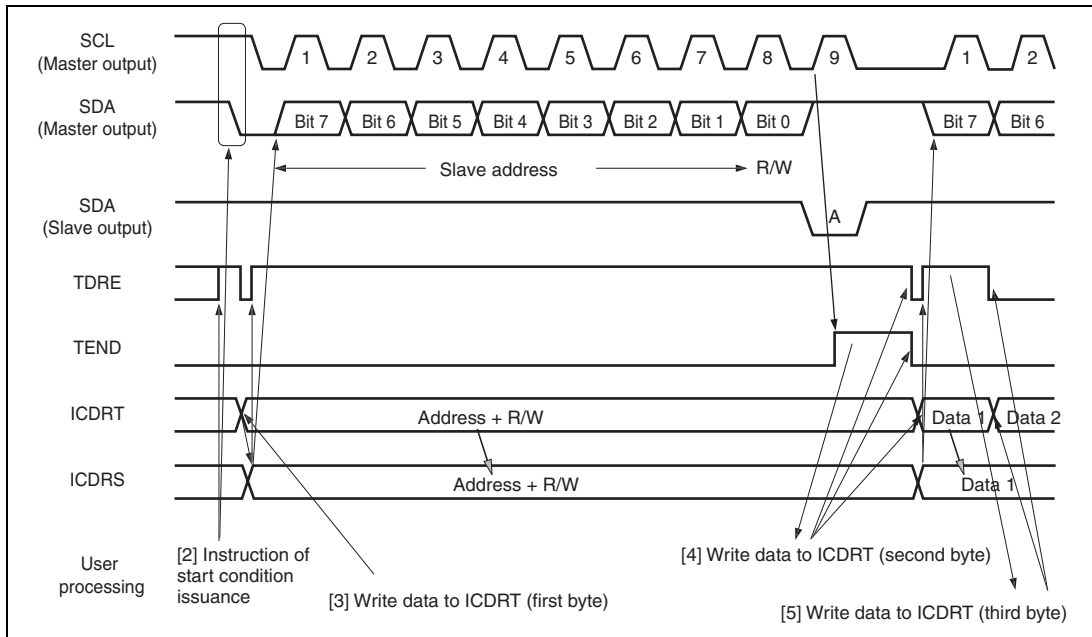 SCL
(Master output)
1 2 3 4 5 6 7 8 9 1 2
SDA
(Master output)
Bit 7 Bit 6 Bit 5 Bit 4 Bit 3 Bit 2 Bit 1 Bit 0 Bit 7 Bit 6
Slave address R/W
SDA
(Slave output)
A
TDRE
TEND
ICDRT
Address + R/W Data 1 Data 2
ICDRS
Address + R/W Data 1
User
processing
[2] Instruction of
start condition
issuance
[3] Write data to ICDRT (first byte)
[4] Write data to ICDRT (second byte)
[5] Write data to ICDRT (third byte)